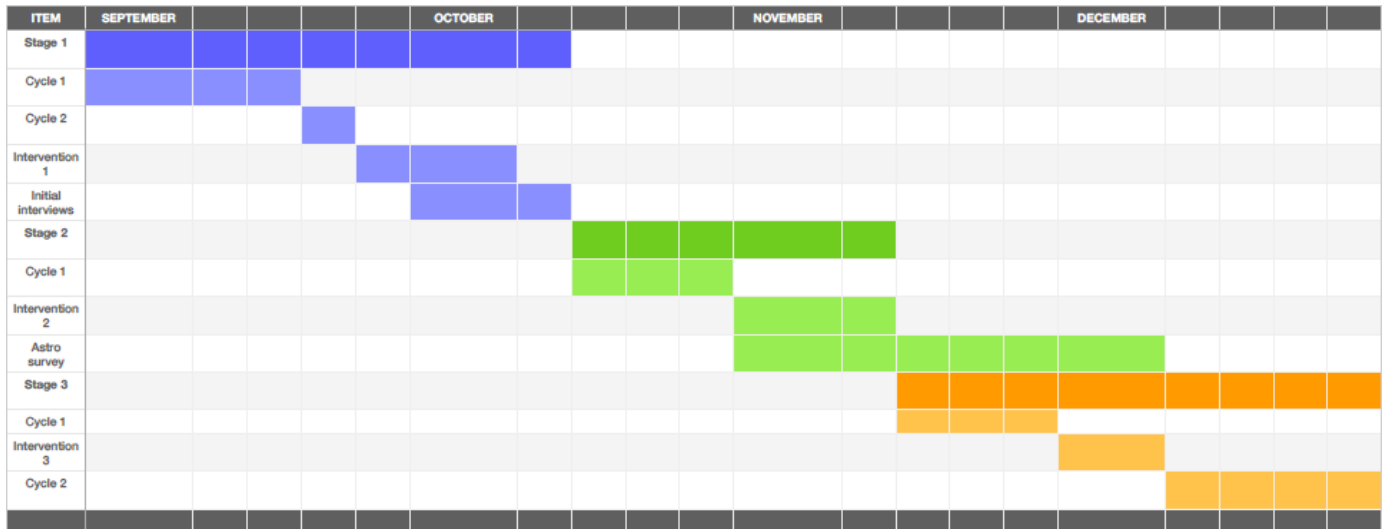 ITEM SEPTEMBER OCTOBER NOVEMBER DECEMBER
Stage 1
Cycle 1
Cycle 2
Intervention
1
Initial
interviews
Stage 2
Cycle 1
Intervention
2
Astro
survey
Stage 3
Cycle 1
Intervention
3
Cycle 2